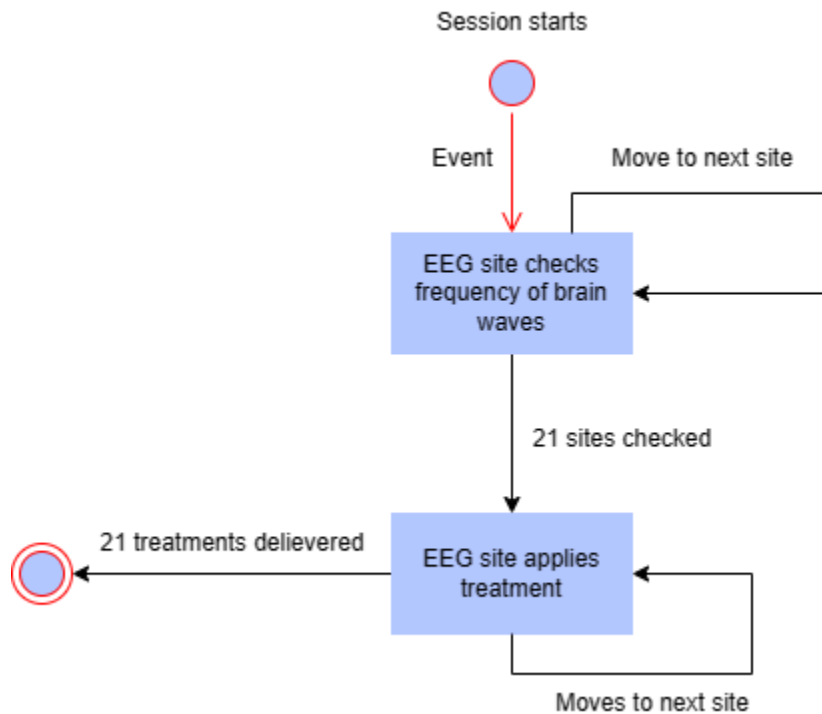 Session starts
Event
Move to next site
EEG site checks
frequency of brain
waves
21 sites checked
21 treatments delievered
EEG site applies
treatment
Moves to next site